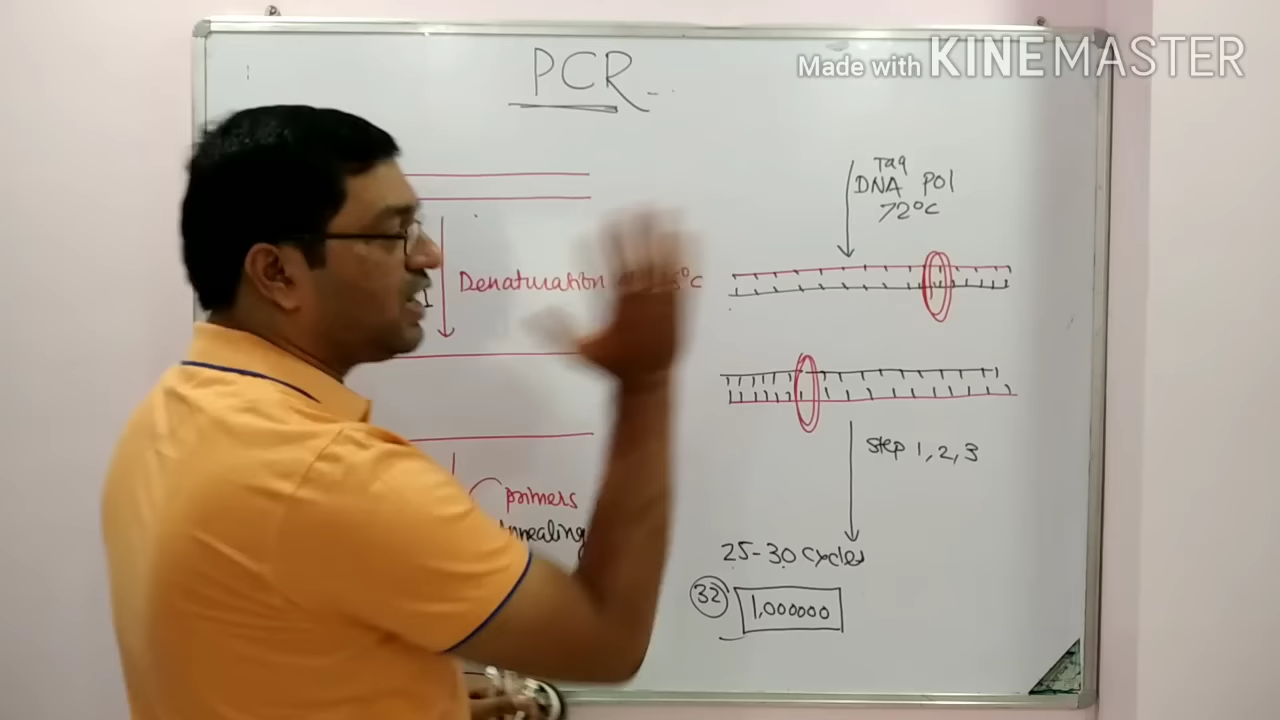 Made with KINEMASTER
PCR
Denaturation
primers
Annealing
Taq
DNA Pol
72°C
Step 1, 2, 3
25-30 cycles
32
1,000000